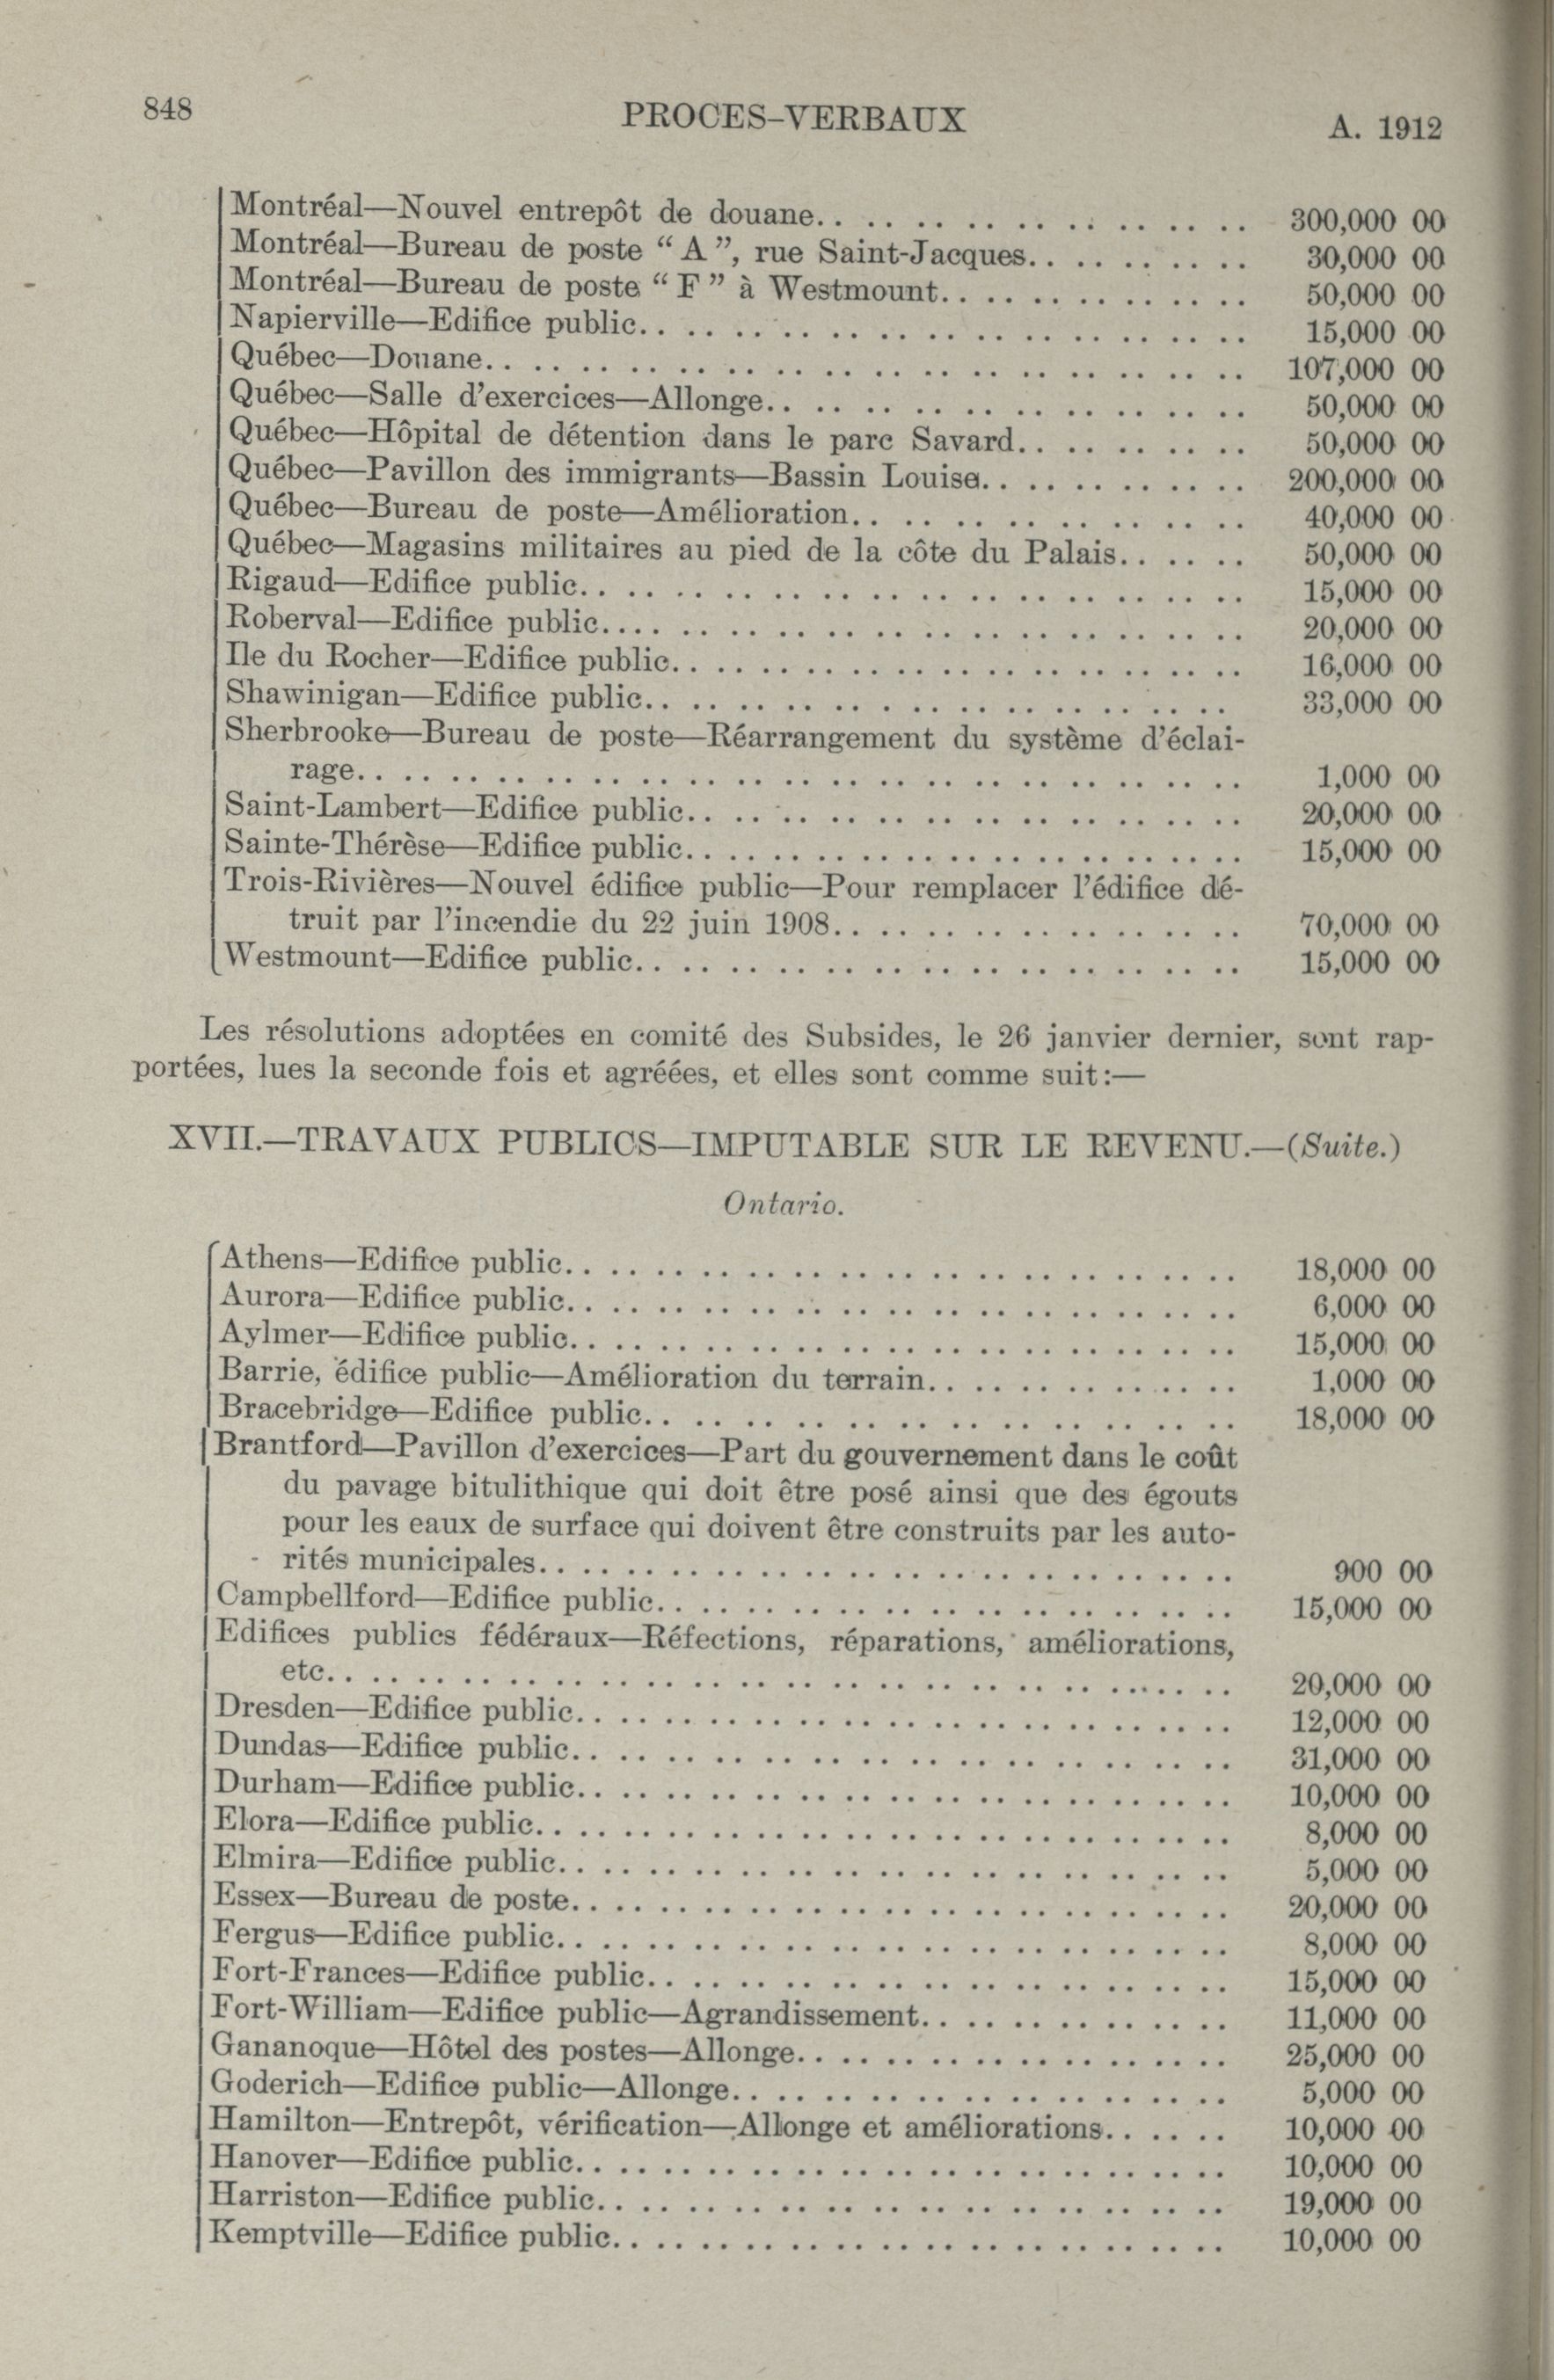 848
PROCES-VERBAUX
A. 1912
Montréal—Nouvel entrepôt de douane. . . . . . . . . . . . . . . . . . 300,000 00
Montréal—Bureau de poste “ A ”, rue Saint-Jacques. . . . . . . . . . 30,000 00
Montréal—Bureau de poste “ F ” à Westmount. . . . . . . . . . . . . 50,000 00
Napierville—Edifice public. . . . . . . . . . . . . . . . . . . . . . 15,000 00
Québec—Douane. . . . . . . . . . . . . . . . . . . . . . . . . . . . 107,000 00
Québec—Salle d’exercices—Allonge. . . . . . . . . . . . . . . . . . . 50,000 00
Québec—Hôpital de détention dans le parc Savard. . . . . . . . . . 50,000 00
Québec—Pavillon des immigrants—Bassin Louise. . . . . . . . . . . . 200,000 00
Québec—Bureau de poste—Amélioration. . . . . . . . . . . . . . . . 40,000 00
Québec—Magasins militaires au pied de la côte du Palais. . . . . . 50,000 00
Rigaud—Edifice public. . . . . . . . . . . . . . . . . . . . . . . . 15,000 00
Roberval—Edifice public. . . . . . . . . . . . . . . . . . . . . . . 20,000 00
Ile du Rocher—Edifice public. . . . . . . . . . . . . . . . . . . . . 16,000 00
Shawinigan—Edifice public. . . . . . . . . . . . . . . . . . . . . . 33,000 00
Sherbrooke—Bureau de poste—Réarrangement du système d’éclai-
rage. . . . . . . . . . . . . . . . . . . . . . . . . . . . . . . . 1,000 00
Saint-Lambert—Edifice public. . . . . . . . . . . . . . . . . . . . . 20,000 00
Sainte-Thérèse—Edifice public. . . . . . . . . . . . . . . . . . . . 15,000 00
Trois-Rivières—Nouvel édifice public—Pour remplacer l’édifice dé-
truit par l’incendie du 22 juin 1908. . . . . . . . . . . . . . . . 70,000 00
Westmount—Edifice public. . . . . . . . . . . . . . . . . . . . . . 15,000 00
Les résolutions adoptées en comité des Subsides, le 26 janvier dernier, sont rap-
portées, lues la seconde fois et agréées, et elles sont comme suit:—
XVII.—TRAVAUX PUBLICS—IMPUTABLE SUR LE REVENU.—(Suite.)
Ontario.
Athens—Edifice public. . . . . . . . . . . . . . . . . . . . . . . . 18,000 00
Aurora—Edifice public. . . . . . . . . . . . . . . . . . . . . . . . 6,000 00
Aylmer—Edifice public. . . . . . . . . . . . . . . . . . . . . . . . 15,000 00
Barrie, édifice public—Amélioration du terrain. . . . . . . . . . . . 1,000 00
Bracebridge—Edifice public. . . . . . . . . . . . . . . . . . . . . . 18,000 00
Brantford—Pavillon d’exercices—Part du gouvernement dans le coût
du pavage bitulithique qui doit être posé ainsi que des égouts
pour les eaux de surface qui doivent être construits par les auto-
rités municipales. . . . . . . . . . . . . . . . . . . . . . . . . . 900 00
Campbellford—Edifice public. . . . . . . . . . . . . . . . . . . . . 15,000 00
Edifices publics fédéraux—Réfections, réparations, améliorations,
etc. . . . . . . . . . . . . . . . . . . . . . . . . . . . . . . . . 20,000 00
Dresden—Edifice public. . . . . . . . . . . . . . . . . . . . . . . . 12,000 00
Dundas—Edifice public. . . . . . . . . . . . . . . . . . . . . . . . 31,000 00
Durham—Edifice public. . . . . . . . . . . . . . . . . . . . . . . . 10,000 00
Elora—Edifice public. . . . . . . . . . . . . . . . . . . . . . . . . 8,000 00
Elmira—Edifice public. . . . . . . . . . . . . . . . . . . . . . . . 5,000 00
Essex—Bureau de poste. . . . . . . . . . . . . . . . . . . . . . . . 20,000 00
Fergus—Edifice public. . . . . . . . . . . . . . . . . . . . . . . . 8,000 00
Fort-Frances—Edifice public. . . . . . . . . . . . . . . . . . . . . 15,000 00
Fort-William—Edifice public—Agrandissement. . . . . . . . . . . . . 11,000 00
Gananoque—Hôtel des postes—Allonge. . . . . . . . . . . . . . . . . 25,000 00
Goderich—Edifice public—Allonge. . . . . . . . . . . . . . . . . . . 5,000 00
Hamilton—Entrepôt, vérification—Allonge et améliorations. . . . . . 10,000 00
Hanover—Edifice public. . . . . . . . . . . . . . . . . . . . . . . . 10,000 00
Harriston—Edifice public. . . . . . . . . . . . . . . . . . . . . . . 19,000 00
Kemptville—Edifice public. . . . . . . . . . . . . . . . . . . . . . 10,000 00